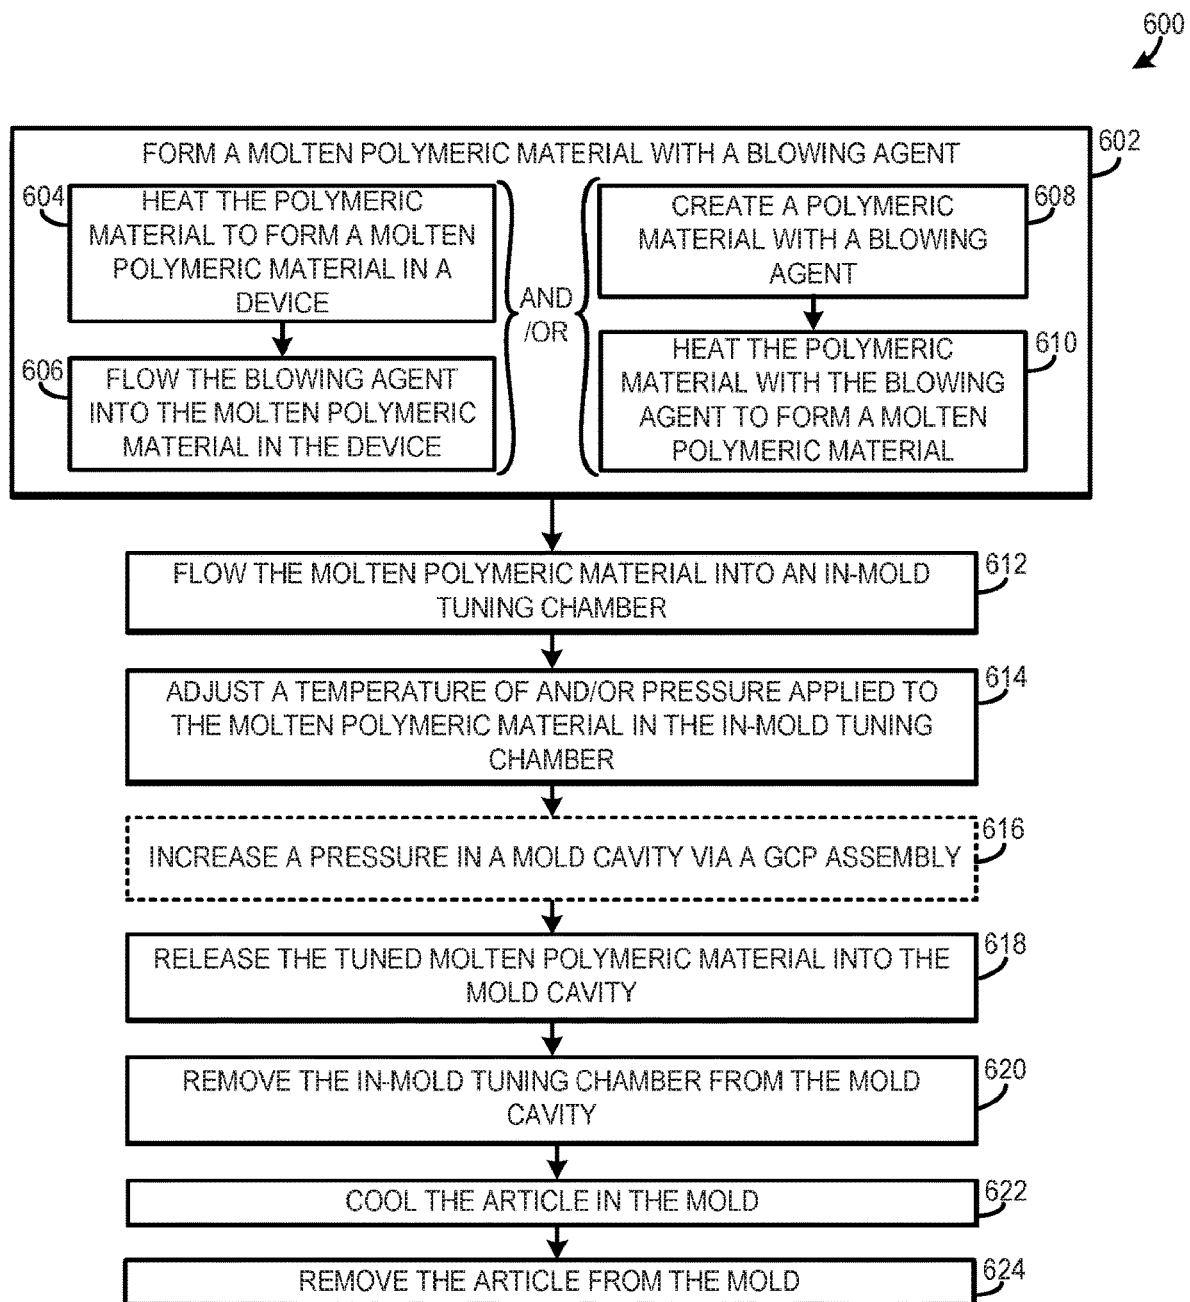 600
FORM A MOLTEN POLYMERIC MATERIAL WITH A BLOWING AGENT
602
604
HEAT THE POLYMERIC
MATERIAL TO FORM A MOLTEN
POLYMERIC MATERIAL IN A
DEVICE
606
FLOW THE BLOWING AGENT
INTO THE MOLTEN POLYMERIC
MATERIAL IN THE DEVICE
AND
/OR
CREATE A POLYMERIC
MATERIAL WITH A BLOWING
AGENT
608
HEAT THE POLYMERIC
MATERIAL WITH THE BLOWING
AGENT TO FORM A MOLTEN
POLYMERIC MATERIAL
610
FLOW THE MOLTEN POLYMERIC MATERIAL INTO AN IN-MOLD
TUNING CHAMBER
612
ADJUST A TEMPERATURE OF AND/OR PRESSURE APPLIED TO
THE MOLTEN POLYMERIC MATERIAL IN THE IN-MOLD TUNING
CHAMBER
614
INCREASE A PRESSURE IN A MOLD CAVITY VIA A GCP ASSEMBLY
616
RELEASE THE TUNED MOLTEN POLYMERIC MATERIAL INTO THE
MOLD CAVITY
618
REMOVE THE IN-MOLD TUNING CHAMBER FROM THE MOLD
CAVITY
620
COOL THE ARTICLE IN THE MOLD
622
REMOVE THE ARTICLE FROM THE MOLD
624